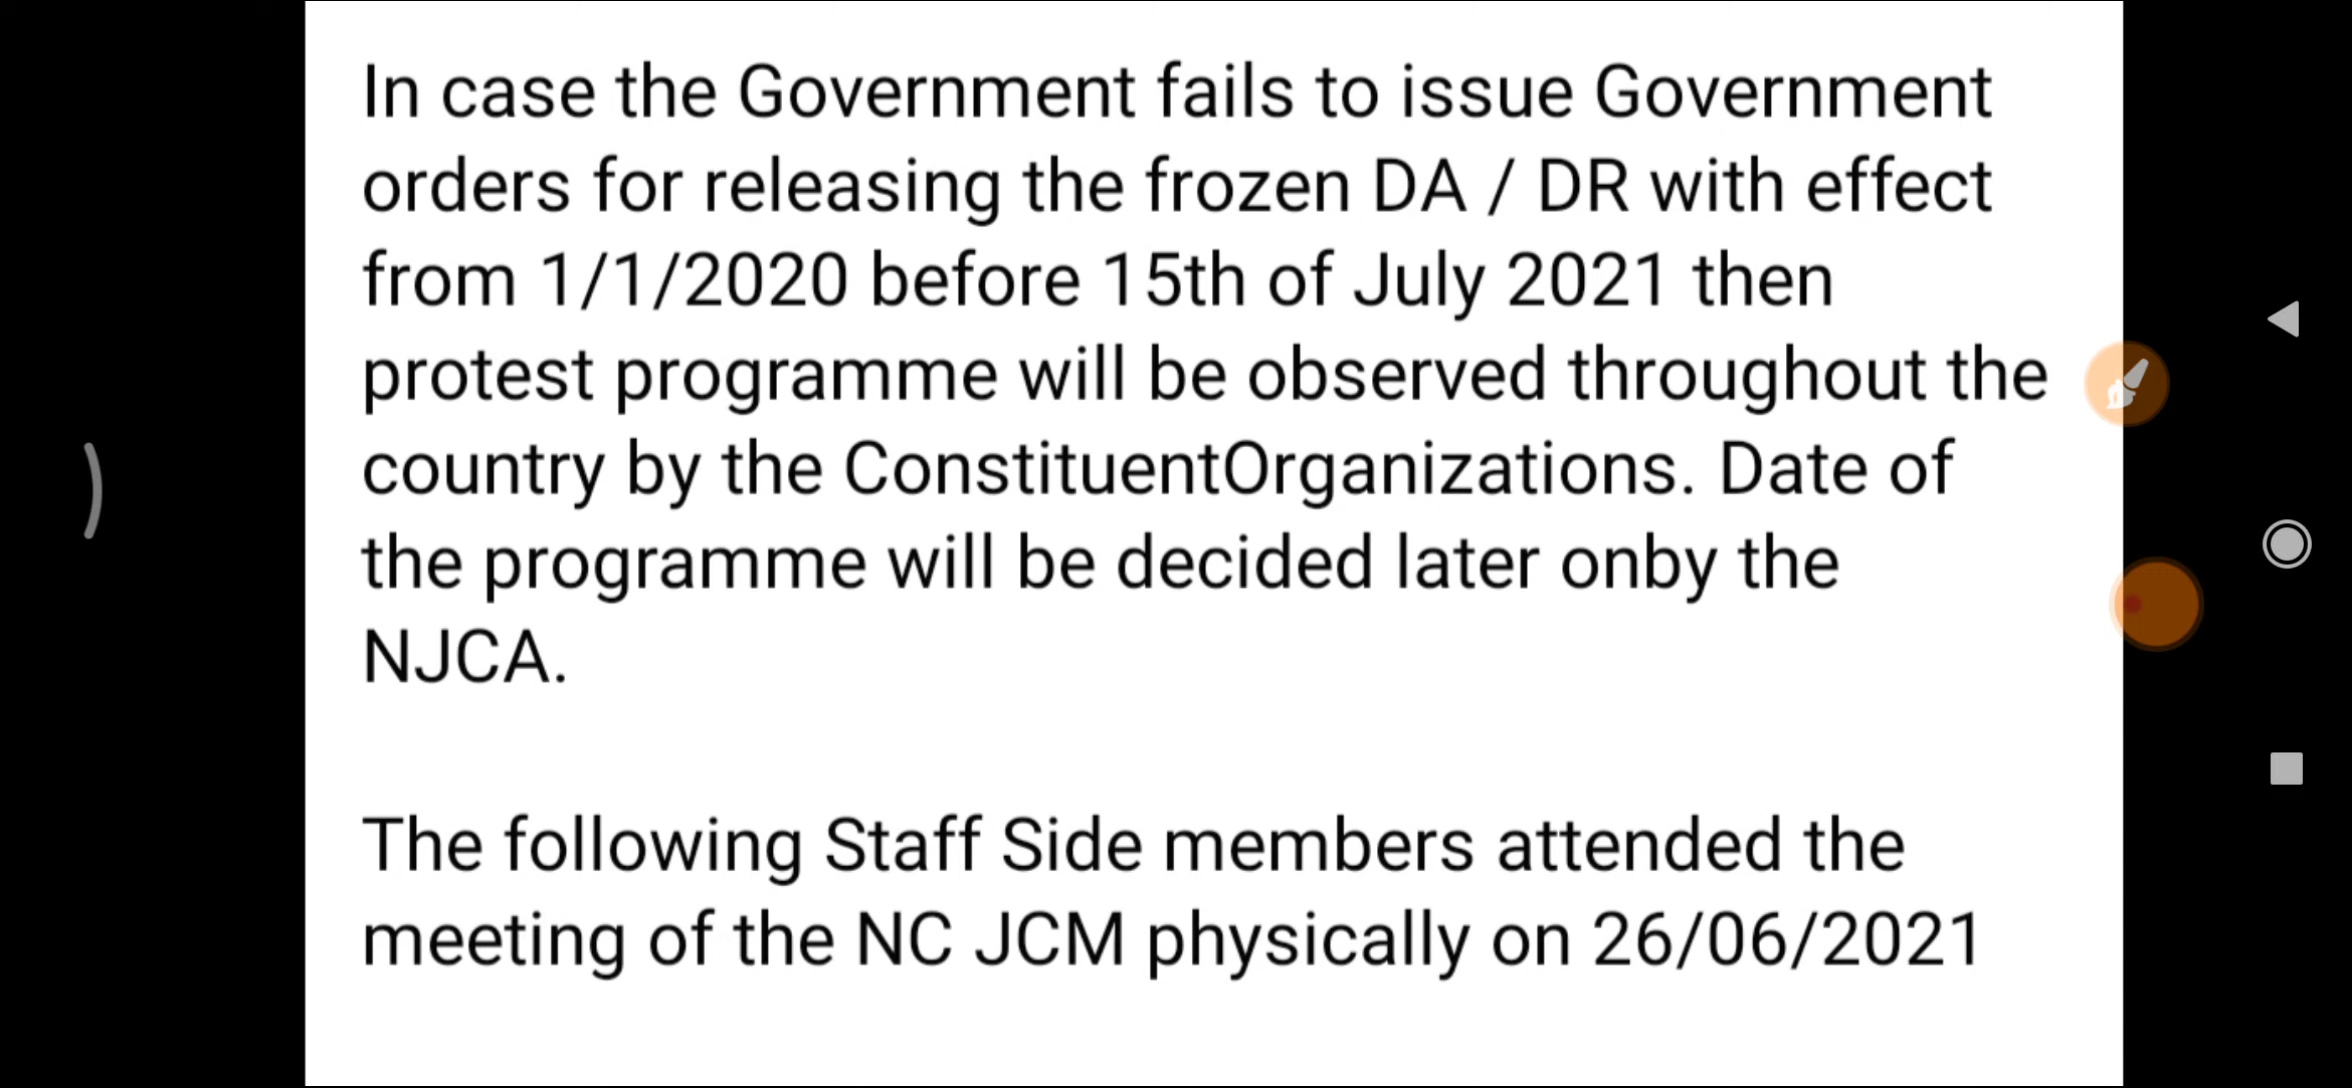 In case the Government fails to issue Government
orders for releasing the frozen DA / DR with effect
from 1/1/2020 before 15th of July 2021 then
protest programme will be observed throughout the
country by the ConstituentOrganizations. Date of
the programme will be decided later onby the
NJCA.
The following Staff Side members attended the
meeting of the NC JCM physically on 26/06/2021